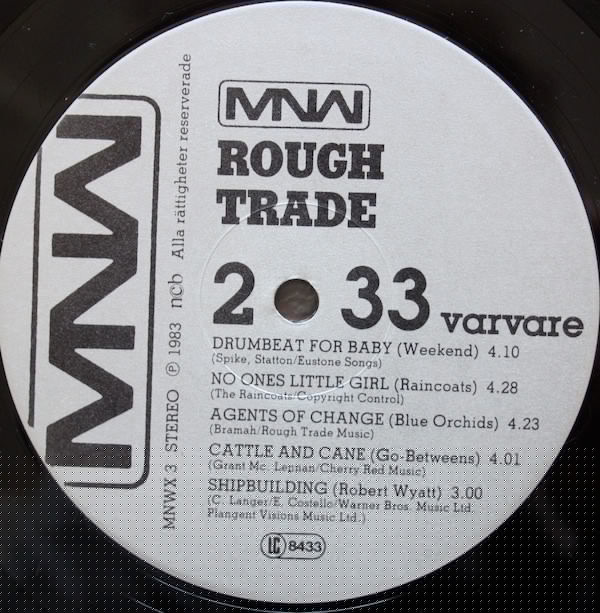 MNW
ROUGH
TRADE
2 33 varvare
DRUMBEAT FOR BABY (Weekend) 4.10
(Spike, Statton/Eustone Songs)
NO ONES LITTLE GIRL (Raincoats) 4.28
(The Raincoats/Copyright Control)
AGENTS OF CHANGE (Blue Orchids) 4.23
(Bramah/Rough Trade Music)
CATTLE AND CANE (Go-Betweens) 4.01
(Grant Mc. Lennan/Cherry Red Music)
SHIPBUILDING (Robert Wyatt) 3.00
(C. Langer/E. Costello/Warner Bros. Music Ltd.
Plangent Visions Music Ltd.)
LC 8433
MNWX 3 STEREO ℗ 1983 ncb Alla rättigheter reserverade
MNW